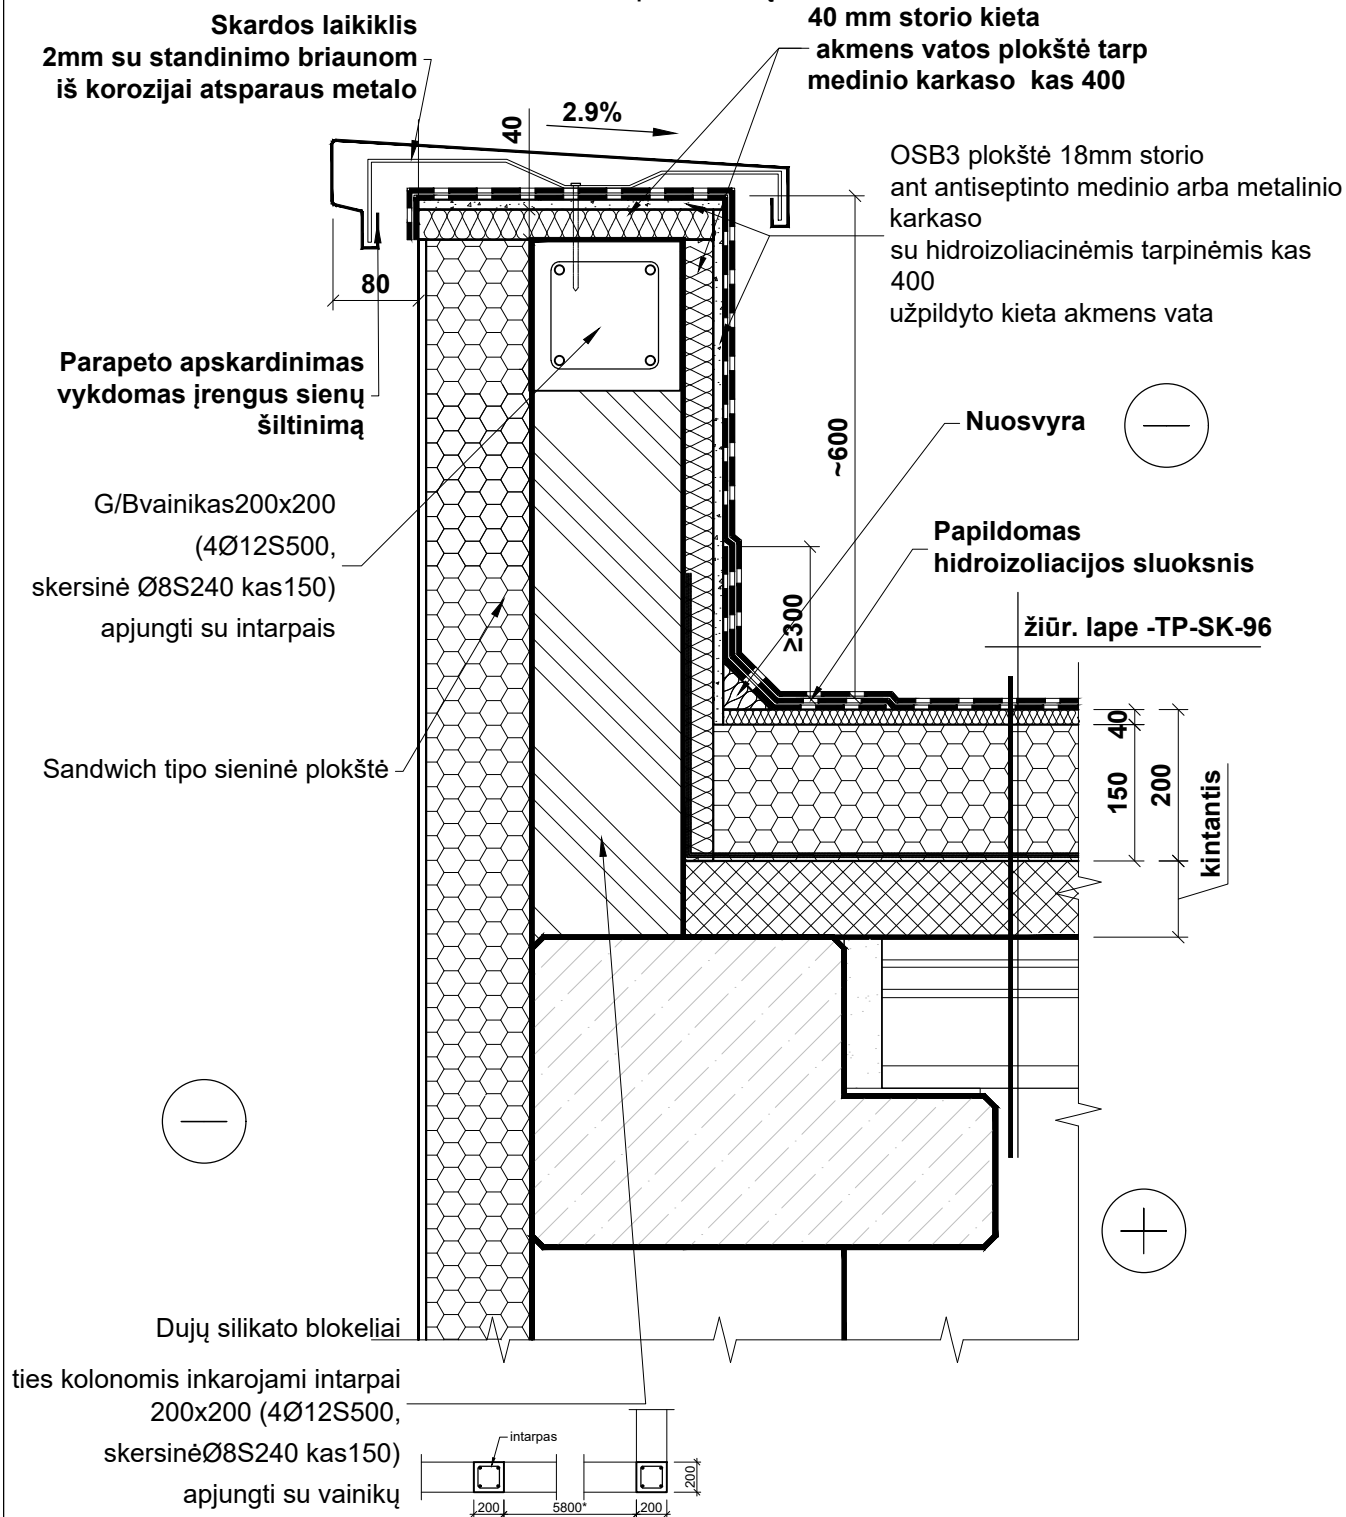 Skardos laikiklis
2mm su standinimo briaunom
iš korozijai atsparaus metalo
40 mm storio kieta
akmens vatos plokštė tarp
medinio karkaso kas 400
40
2.9%
OSB3 plokštė 18mm storio
ant antiseptinto medinio arba metalinio
karkaso
su hidroizoliacinėmis tarpinėmis kas
400
užpildyto kieta akmens vata
80
Parapeto apskardinimas
vykdomas įrengus sienų
šiltinimą
~600
Nuosvyra
G/Bvainikas200x200
(4Ø12S500,
skersinė Ø8S240 kas150)
apjungti su intarpais
Papildomas
hidroizoliacijos sluoksnis
≥300
žiūr. lape -TP-SK-96
Sandwich tipo sieninė plokštė
40
150
200
kintantis
Dujų silikato blokeliai
ties kolonomis inkarojami intarpai
200x200 (4Ø12S500,
skersinėØ8S240 kas150)
apjungti su vainikų
intarpas
200
5800*
200
200